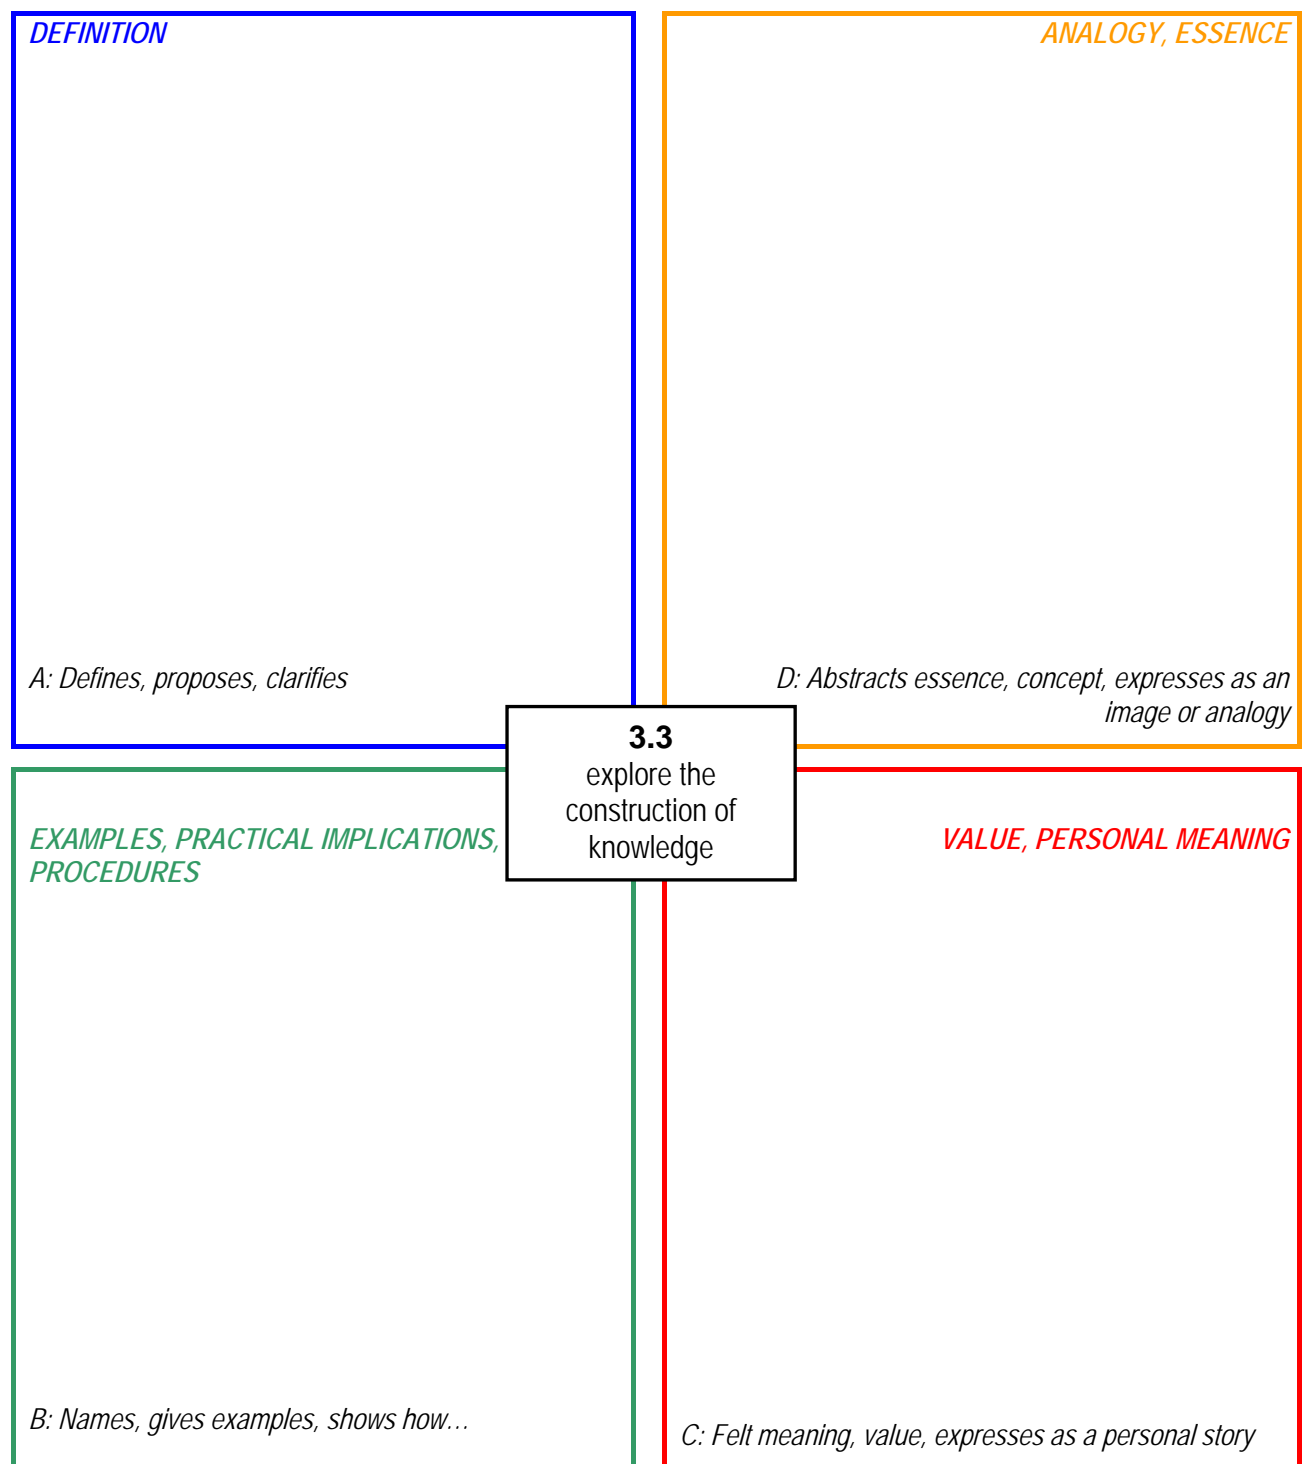 DEFINITION
ANALOGY, ESSENCE
A: Defines, proposes, clarifies
D: Abstracts essence, concept, expresses as an
image or analogy
3.3
explore the
construction of
knowledge
EXAMPLES, PRACTICAL IMPLICATIONS,
PROCEDURES
VALUE, PERSONAL MEANING
B: Names, gives examples, shows how…
C: Felt meaning, value, expresses as a personal story